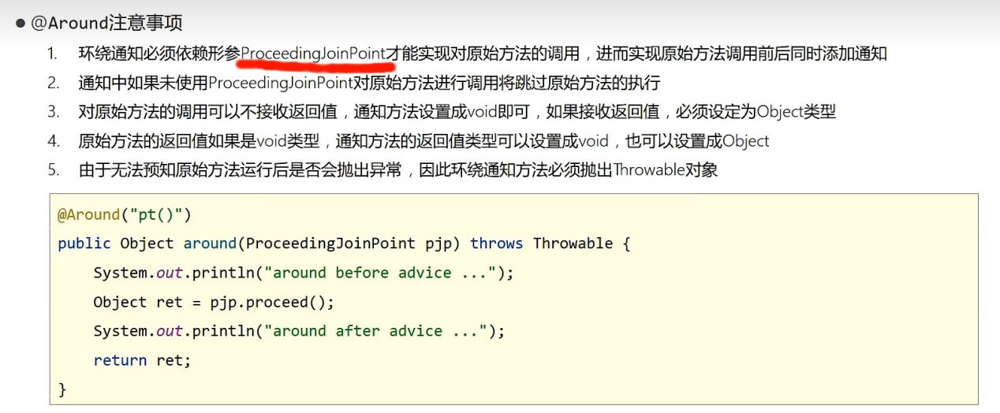 ● @Around注意事项
1. 环绕通知必须依赖形参ProceedingJoinPoint才能实现对原始方法的调用，进而实现原始方法调用前后同时添加通知
2. 通知中如果未使用ProceedingJoinPoint对原始方法进行调用将跳过原始方法的执行
3. 对原始方法的调用可以不接收返回值，通知方法设置成void即可，如果接收返回值，必须设定为Object类型
4. 原始方法的返回值如果是void类型，通知方法的返回值类型可以设置成void，也可以设置成Object
5. 由于无法预知原始方法运行后是否会抛出异常，因此环绕通知方法必须抛出Throwable对象
@Around("pt()")
public Object around(ProceedingJoinPoint pjp) throws Throwable {
    System.out.println("around before advice ...");
    Object ret = pjp.proceed();
    System.out.println("around after advice ...");
    return ret;
}